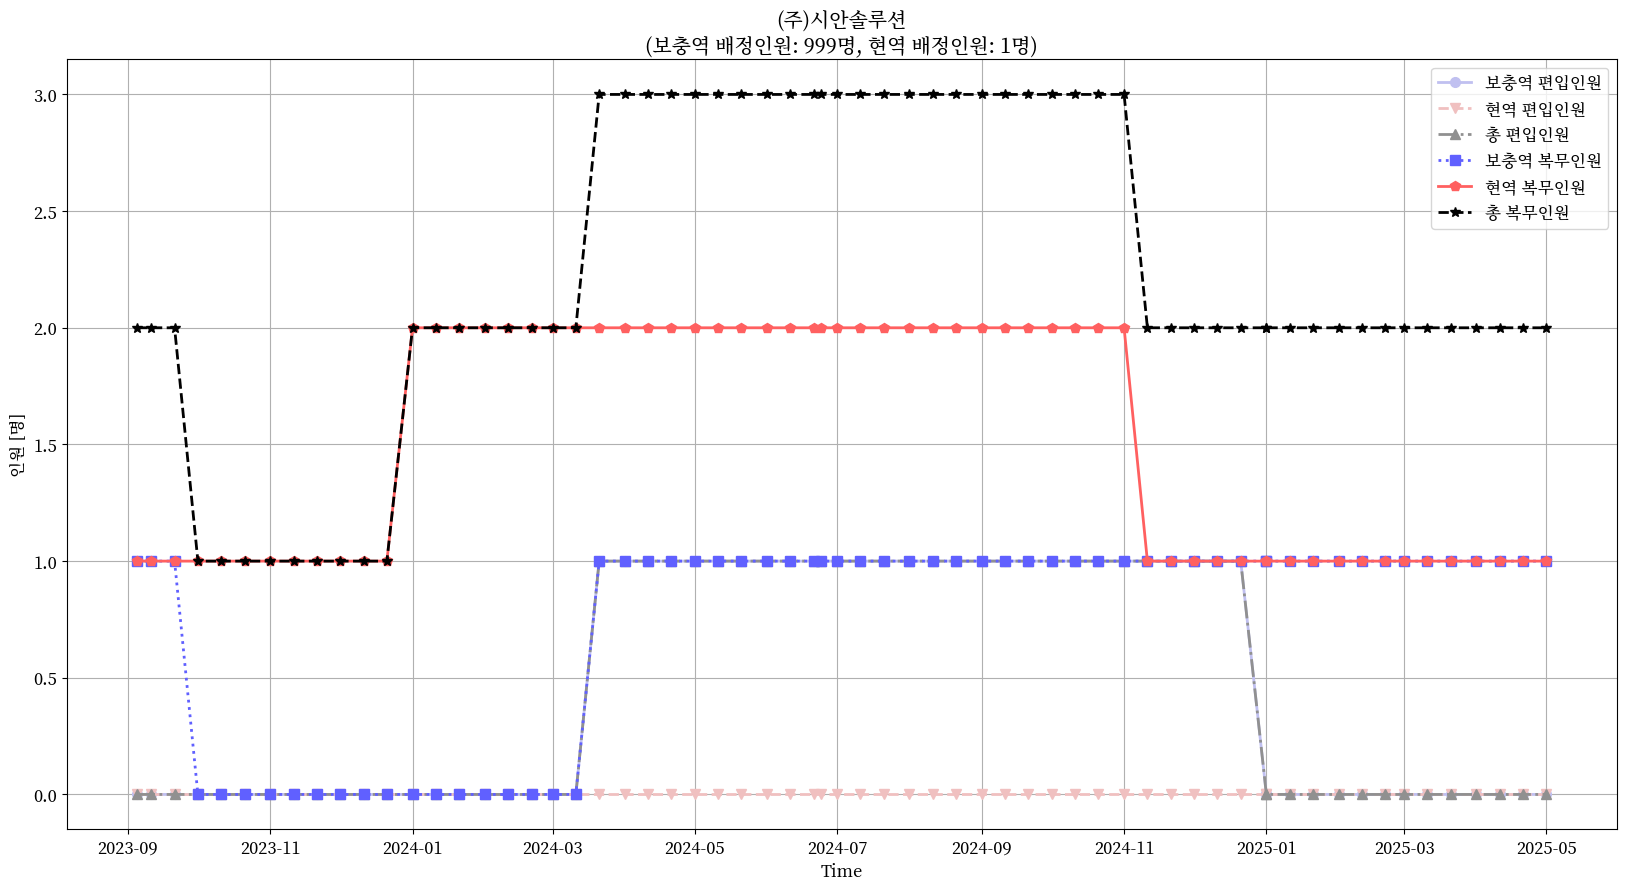 (주)시안솔루션
(보충역 배정인원: 999명, 현역 배정인원: 1명)
보충역 편입인원
현역 편입인원
총 편입인원
보충역 복무인원
현역 복무인원
총 복무인원
인원 [명]
3.0
2.5
2.0
1.5
1.0
0.5
0.0
2023-09 2023-11 2024-01 2024-03 2024-05 2024-07 2024-09 2024-11 2025-01 2025-03 2025-05
Time